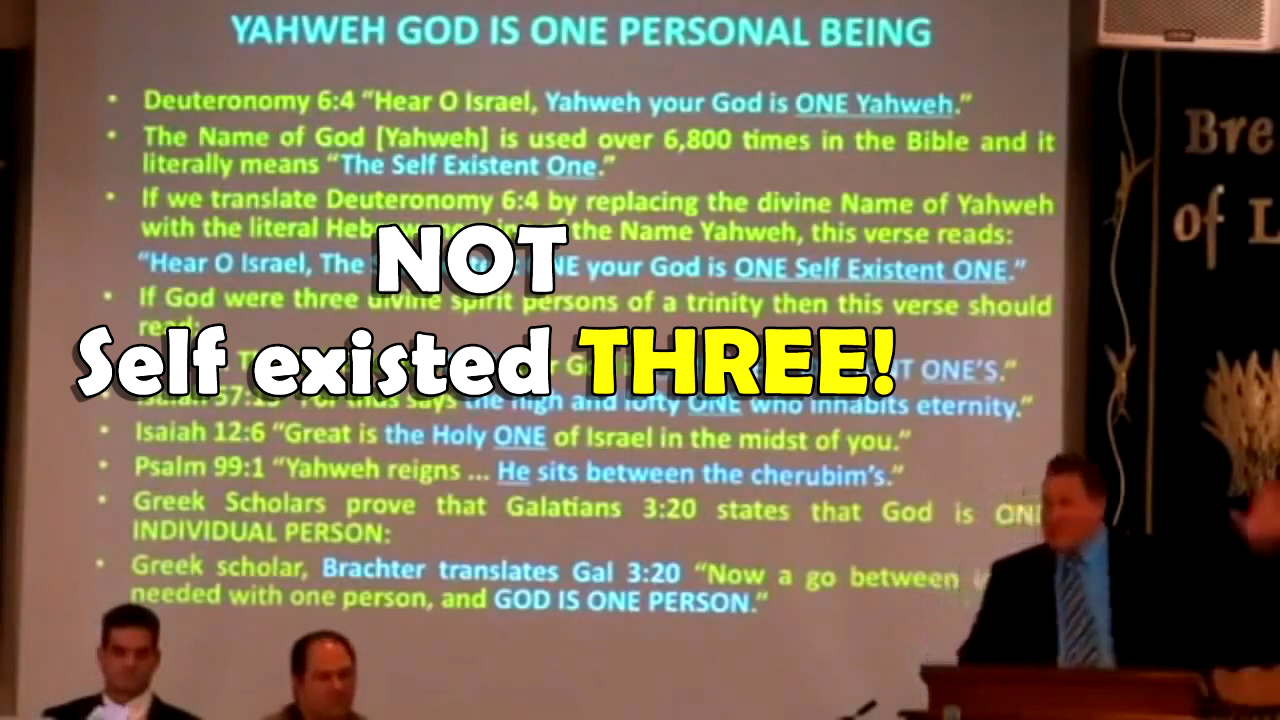 YAHWEH GOD IS ONE PERSONAL BEING
• Deuteronomy 6:4 “Hear O Israel, Yahweh your God is ONE Yahweh.”
• The Name of God [Yahweh] is used over 6,800 times in the Bible and it
literally means “The Self Existent One.”
• If we translate Deuteronomy 6:4 by replacing the divine Name of Yahweh
with the literal the Name Yahweh, this verse reads:
“Hear O Israel, The your God is ONE Self Existent ONE.”
• If God were three divine spirit persons of a trinity then this verse should
read:
ONE'S.”
• says the high and lofty ONE who inhabits eternity.”
• Isaiah 12:6 “Great is the Holy ONE of Israel in the midst of you.”
• Psalm 99:1 “Yahweh reigns ... He sits between the cherubim’s.”
• Greek Scholars prove that Galatians 3:20 states that God is
INDIVIDUAL PERSON:
• Greek scholar, Brachter translates Gal 3:20 “Now a go between
needed with one person, and GOD IS ONE PERSON.”
NOT
Self existed THREE!
Bre
of L